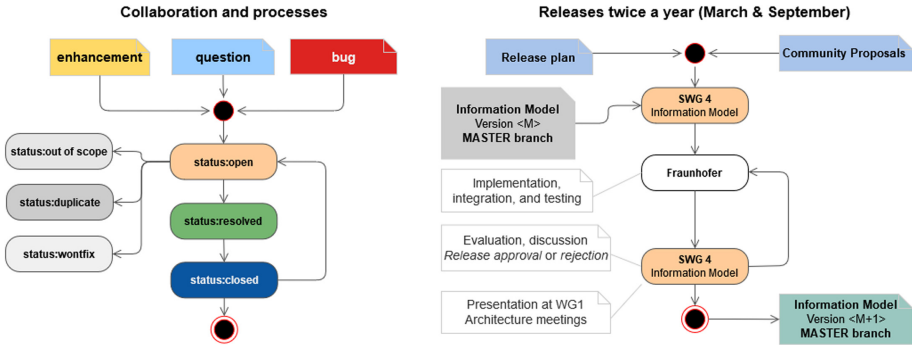 Collaboration and processes
enhancement
question
bug
status:out of scope
status:open
status:duplicate
status:resolved
status:wontfix
status:closed
Releases twice a year (March & September)
Release plan
Community Proposals
SWG 4
Information Model
Information Model
Version <M>
MASTER branch
Fraunhofer
Implementation,
integration, and testing
Evaluation, discussion
Release approval or rejection
SWG 4
Information Model
Presentation at WG1
Architecture meetings
Information Model
Version <M+1>
MASTER branch